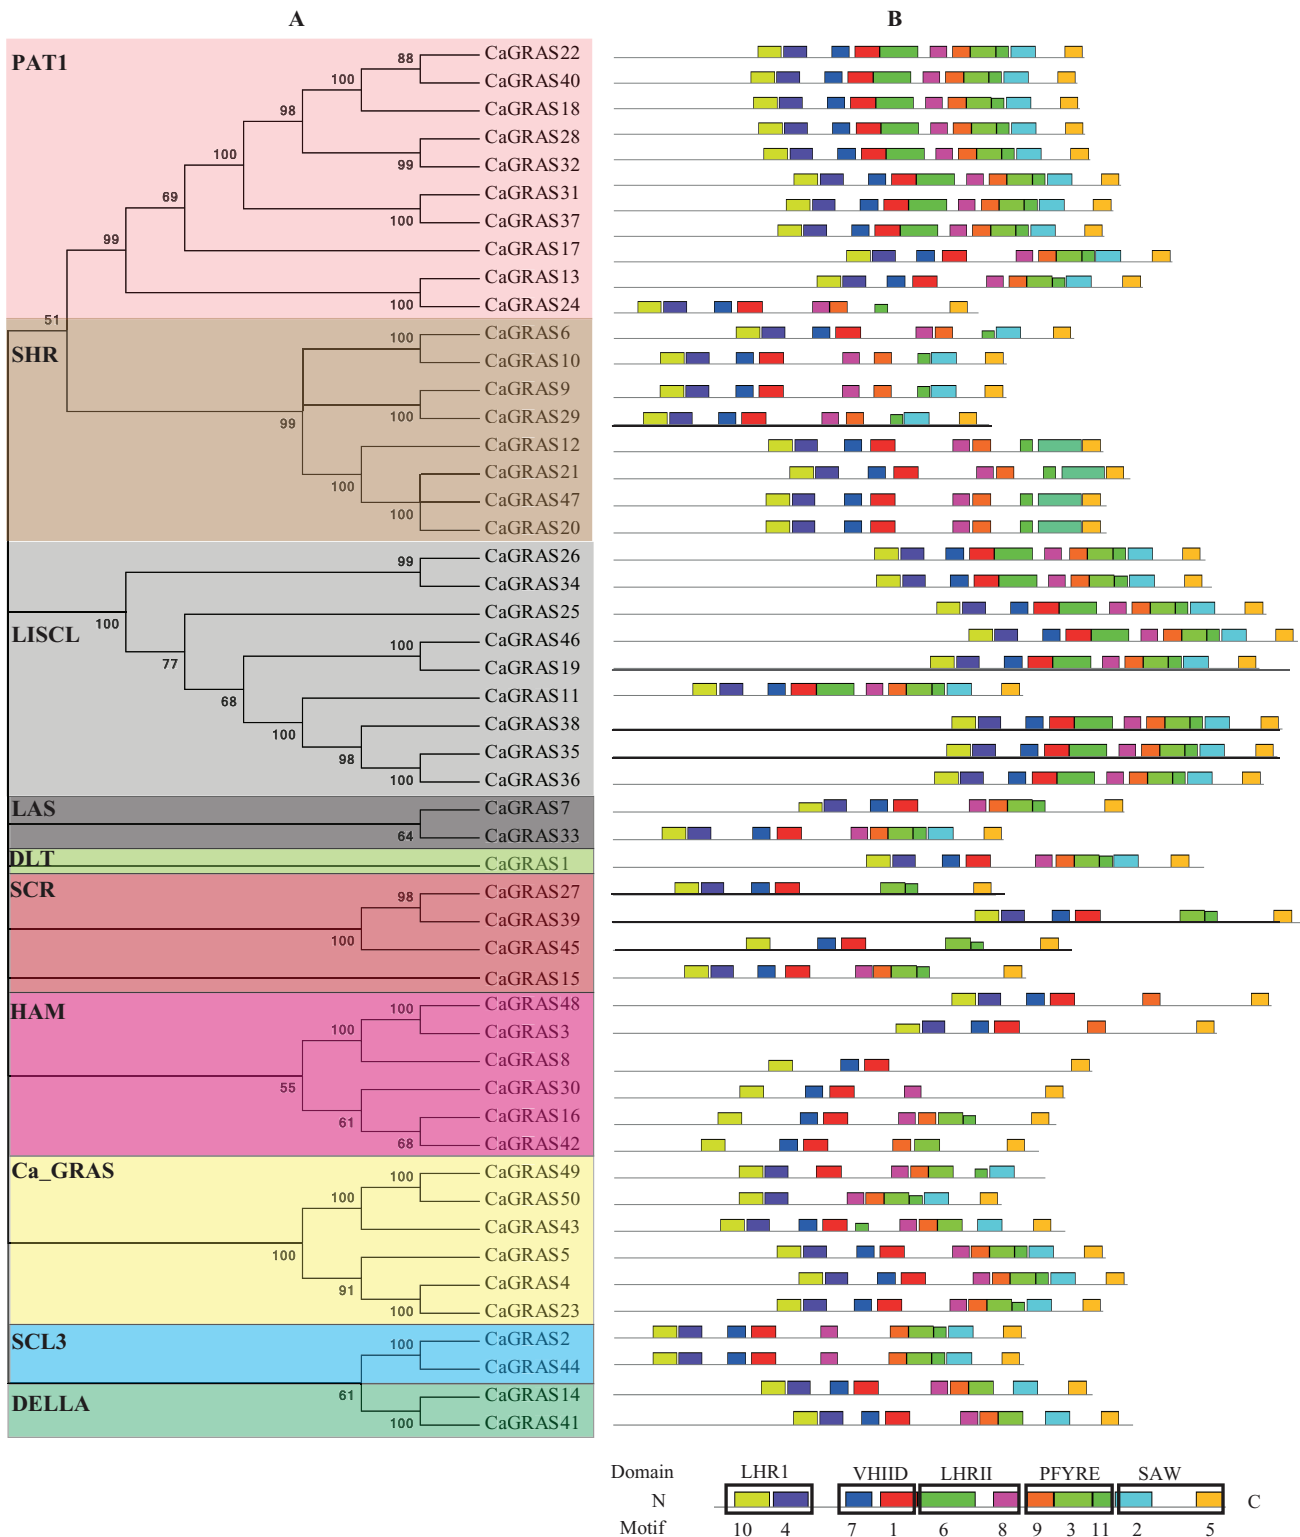 A
B
PAT1
88 CaGRAS22
100 CaGRAS40
98 CaGRAS18
CaGRAS28
100 99 CaGRAS32
69 CaGRAS31
100 CaGRAS37
99 CaGRAS17
CaGRAS13
100 CaGRAS24
51
SHR
100 CaGRAS6
CaGRAS10
CaGRAS9
99 100 CaGRAS29
CaGRAS12
100 CaGRAS21
CaGRAS47
100 CaGRAS20
99 CaGRAS26
CaGRAS34
100 CaGRAS25
LISCL
77 100 CaGRAS46
CaGRAS19
68 CaGRAS11
100 CaGRAS38
98 CaGRAS35
100 CaGRAS36
LAS
CaGRAS7
64 CaGRAS33
DLT CaGRAS1
SCR
98 CaGRAS27
CaGRAS39
100 CaGRAS45
CaGRAS15
HAM
100 CaGRAS48
100 CaGRAS3
CaGRAS8
55 CaGRAS30
61 CaGRAS16
68 CaGRAS42
Ca_GRAS
100 CaGRAS49
100 CaGRAS50
CaGRAS43
100 CaGRAS5
91 CaGRAS4
100 CaGRAS23
SCL3
100 CaGRAS2
CaGRAS44
61 CaGRAS14
DELLA
100 CaGRAS41
Domain LHR1 VHIID LHRII PFYRE SAW
N C
Motif 10 4 7 1 6 8 9 3 11 2 5